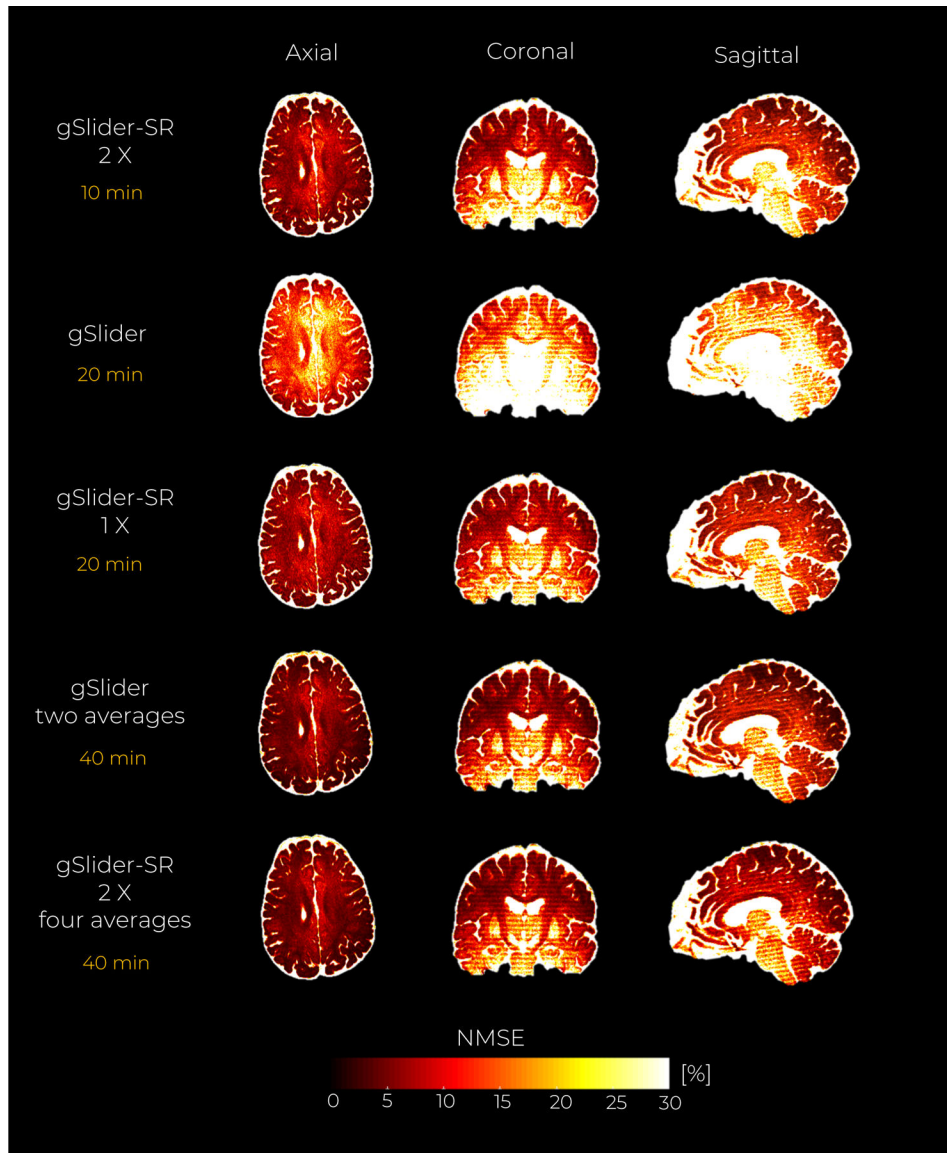 Axial
Coronal
Sagittal
gSlider-SR
2 X
10 min
gSlider
20 min
gSlider-SR
1 X
20 min
gSlider
two averages
40 min
gSlider-SR
2 X
four averages
40 min
NMSE
[%]
0 5 10 15 20 25 30